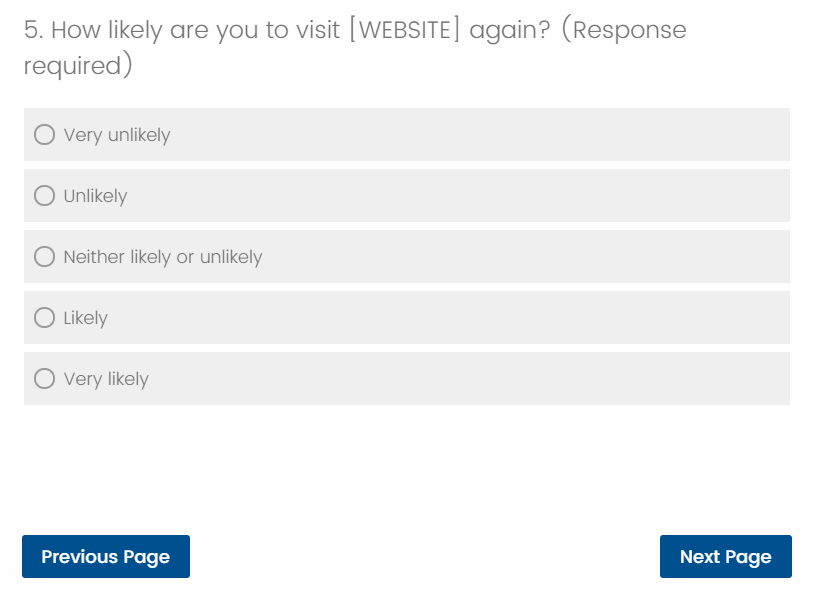 5. How likely are you to visit [WEBSITE] again? (Response
required)
Very unlikely
Unlikely
Neither likely or unlikely
Likely
Very likely
Previous Page
Next Page